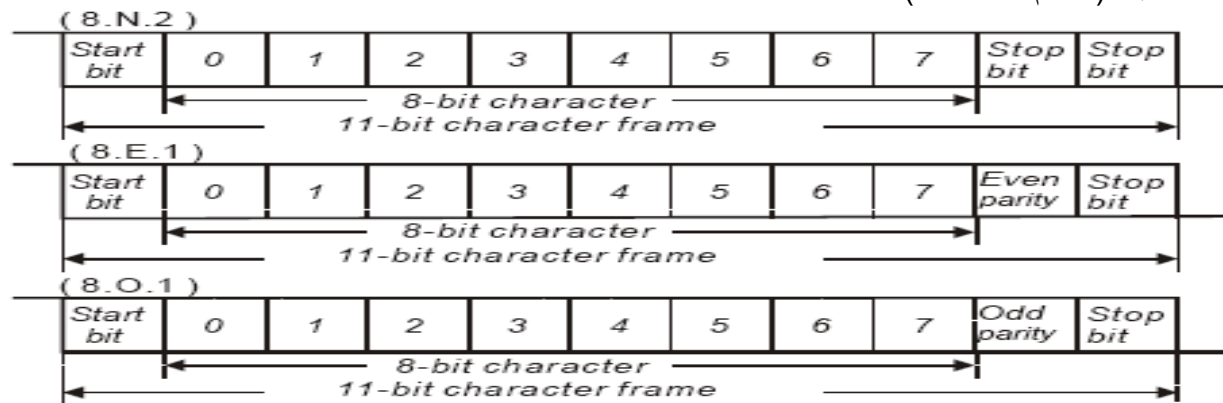 ( 8.N.2 )
Start bit 0 1 2 3 4 5 6 7 Stop bit Stop bit
8-bit character
11-bit character frame
( 8.E.1 )
Start bit 0 1 2 3 4 5 6 7 Even parity Stop bit
8-bit character
11-bit character frame
( 8.O.1 )
Start bit 0 1 2 3 4 5 6 7 Odd parity Stop bit
8-bit character
11-bit character frame